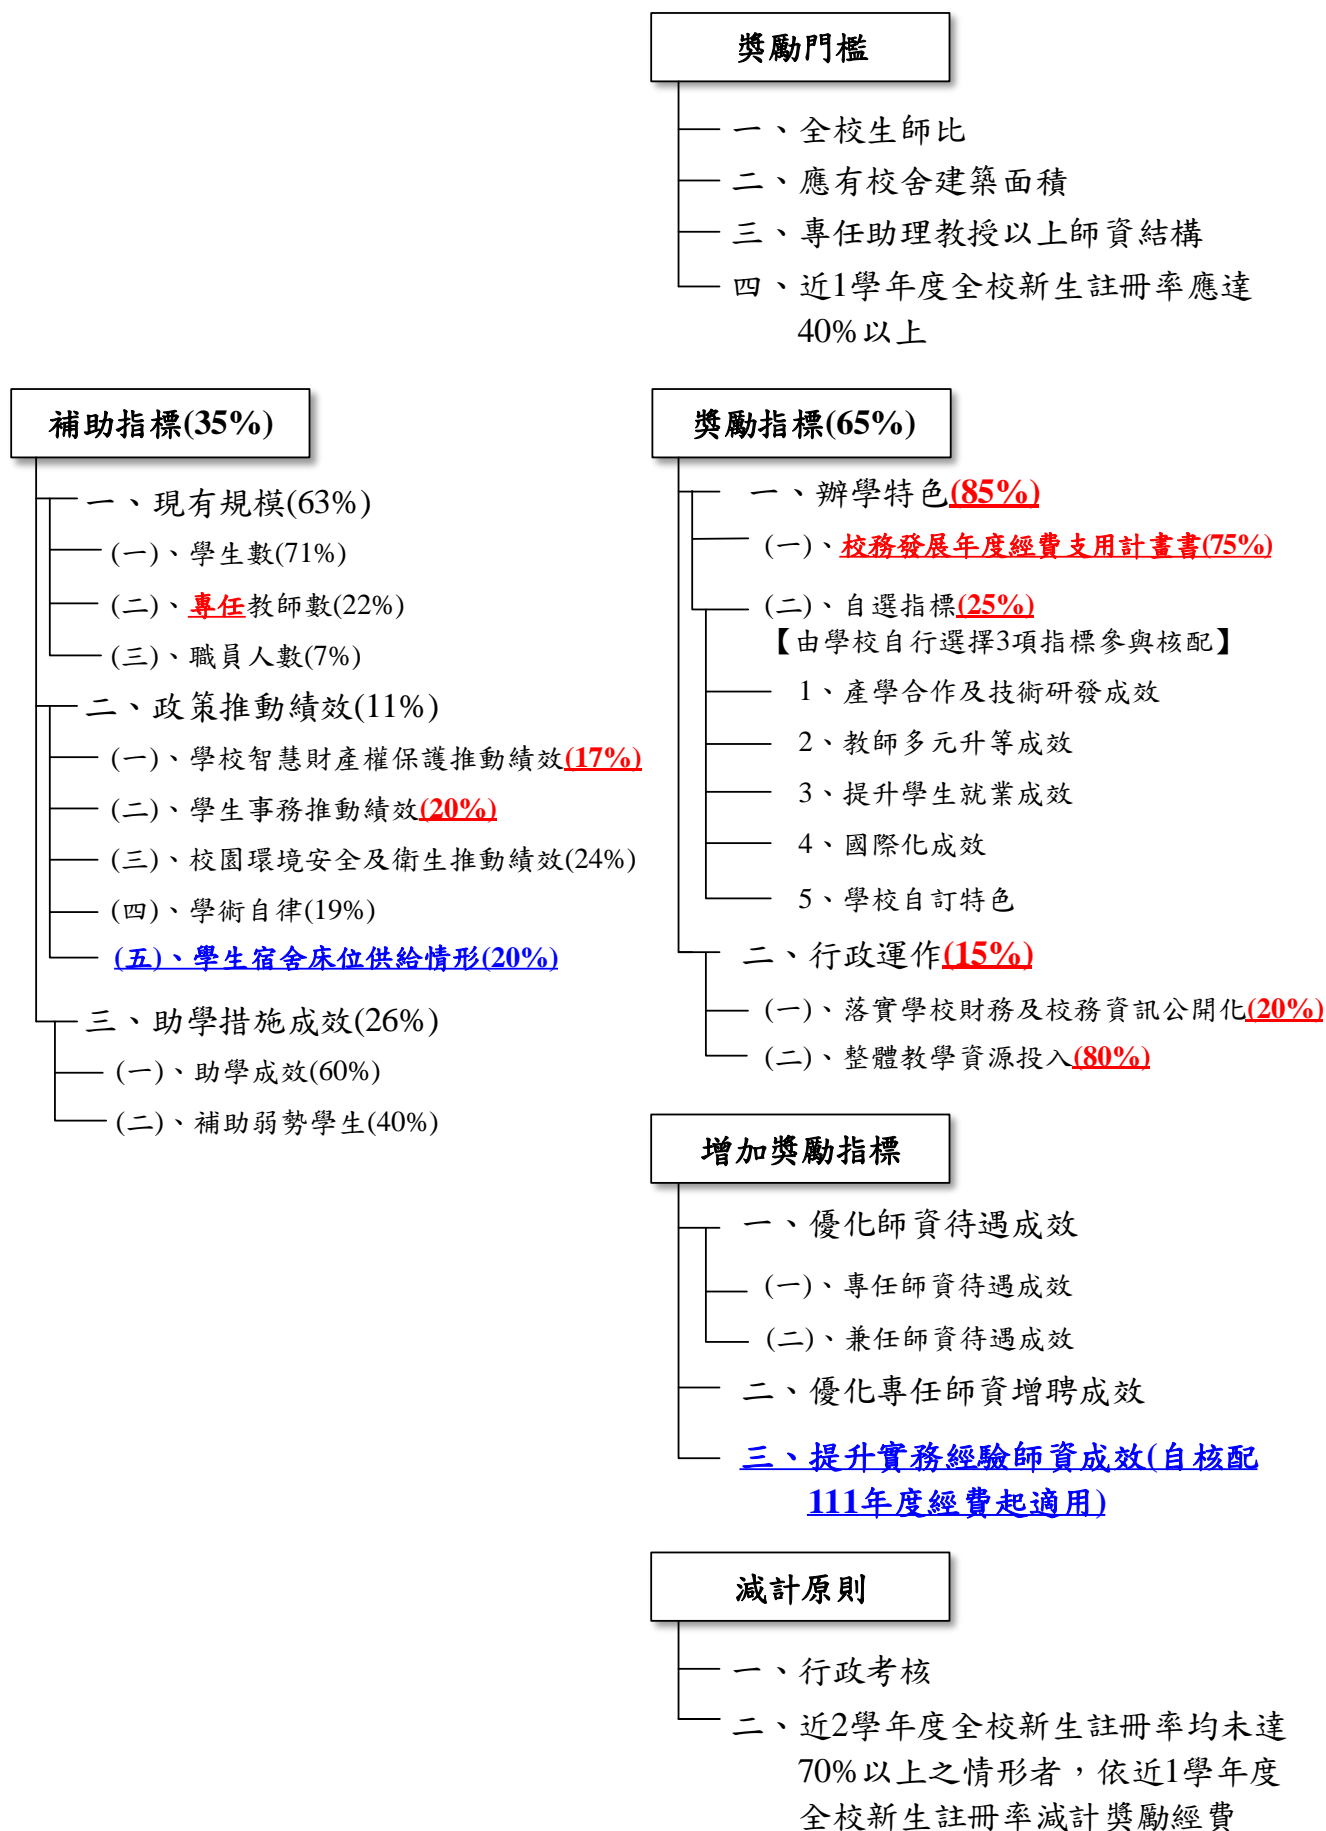 獎勵門檻
一、全校生師比
二、應有校舍建築面積
三、專任助理教授以上師資結構
四、近1學年度全校新生註冊率應達
40%以上
補助指標(35%)
一、現有規模(63%)
(一)、學生數(71%)
(二)、專任教師數(22%)
(三)、職員人數(7%)
二、政策推動績效(11%)
(一)、學校智慧財產權保護推動績效(17%)
(二)、學生事務推動績效(20%)
(三)、校園環境安全及衛生推動績效(24%)
(四)、學術自律(19%)
(五)、學生宿舍床位供給情形(20%)
三、助學措施成效(26%)
(一)、助學成效(60%)
(二)、補助弱勢學生(40%)
獎勵指標(65%)
一、辦學特色(85%)
(一)、校務發展年度經費支用計畫書(75%)
(二)、自選指標(25%)
【由學校自行選擇3項指標參與核配】
1、產學合作及技術研發成效
2、教師多元升等成效
3、提升學生就業成效
4、國際化成效
5、學校自訂特色
二、行政運作(15%)
(一)、落實學校財務及校務資訊公開化(20%)
(二)、整體教學資源投入(80%)
增加獎勵指標
一、優化師資待遇成效
(一)、專任師資待遇成效
(二)、兼任師資待遇成效
二、優化專任師資增聘成效
三、提升實務經驗師資成效(自核配
111年度經費起適用)
減計原則
一、行政考核
二、近2學年度全校新生註冊率均未達
70%以上之情形者，依近1學年度
全校新生註冊率減計獎勵經費